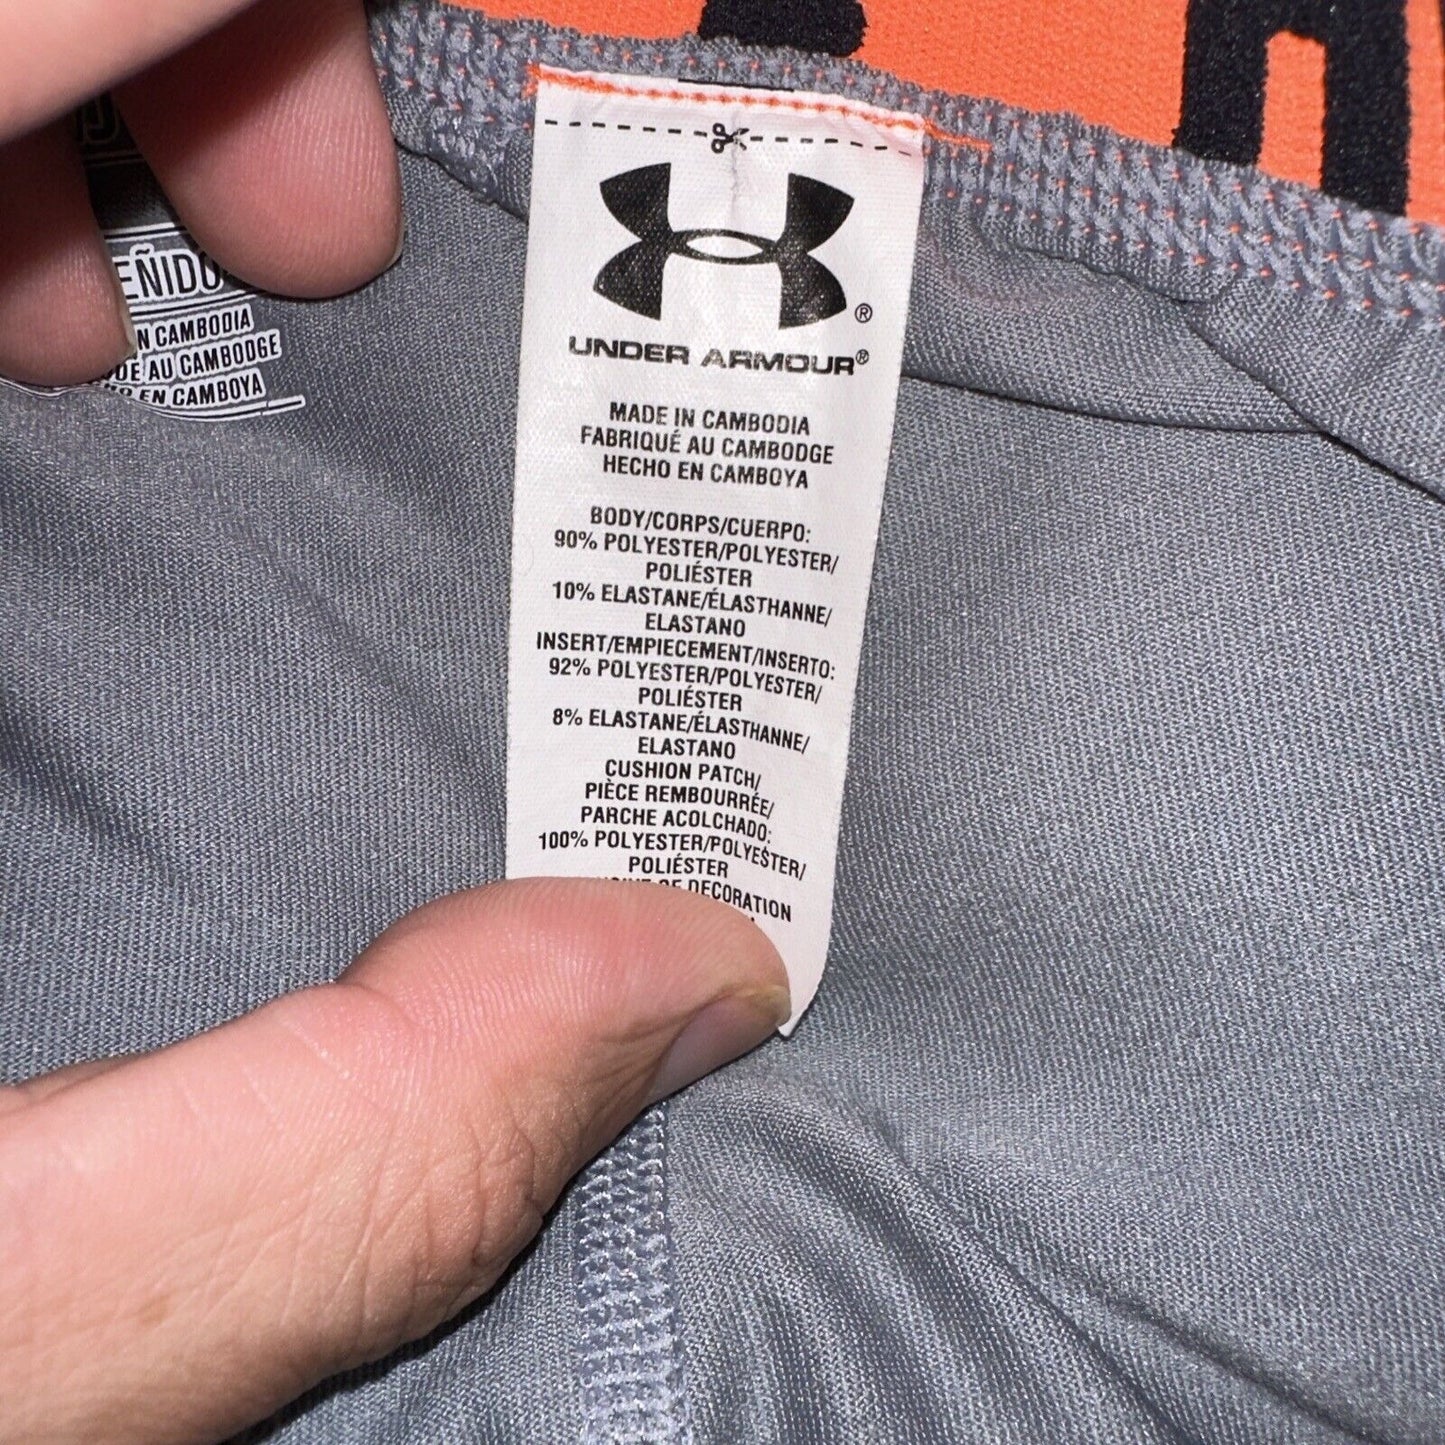 UNDER ARMOUR®
MADE IN CAMBODIA
FABRIQUÉ AU CAMBODGE
HECHO EN CAMBOYA
BODY/CORPS/CUERPO:
90% POLYESTER/POLYESTER/
POLIÉSTER
10% ELASTANE/ÉLASTHANNE/
ELASTANO
INSERT/EMPIECEMENT/INSERTO:
92% POLYESTER/POLYESTER/
POLIÉSTER
8% ELASTANE/ÉLASTHANNE/
ELASTANO
CUSHION PATCH/
PIÈCE REMBOURRÉE/
PARCHE ACOLCHADO:
100% POLYESTER/POLYESTER/
POLIÉSTER
OF DECORATION
N CAMBODIA
AU CAMBODGE
EN CAMBOYA